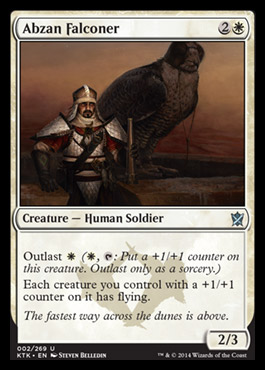 Abzan Falconer 2
Creature — Human Soldier
Outlast (, : Put a +1/+1 counter on
this creature. Outlast only as a sorcery.)
Each creature you control with a +1/+1
counter on it has flying.
The fastest way across the dunes is above.
2/3
002/269 U
KTK • EN Steven Belledin
™ & © 2014 Wizards of the Coast